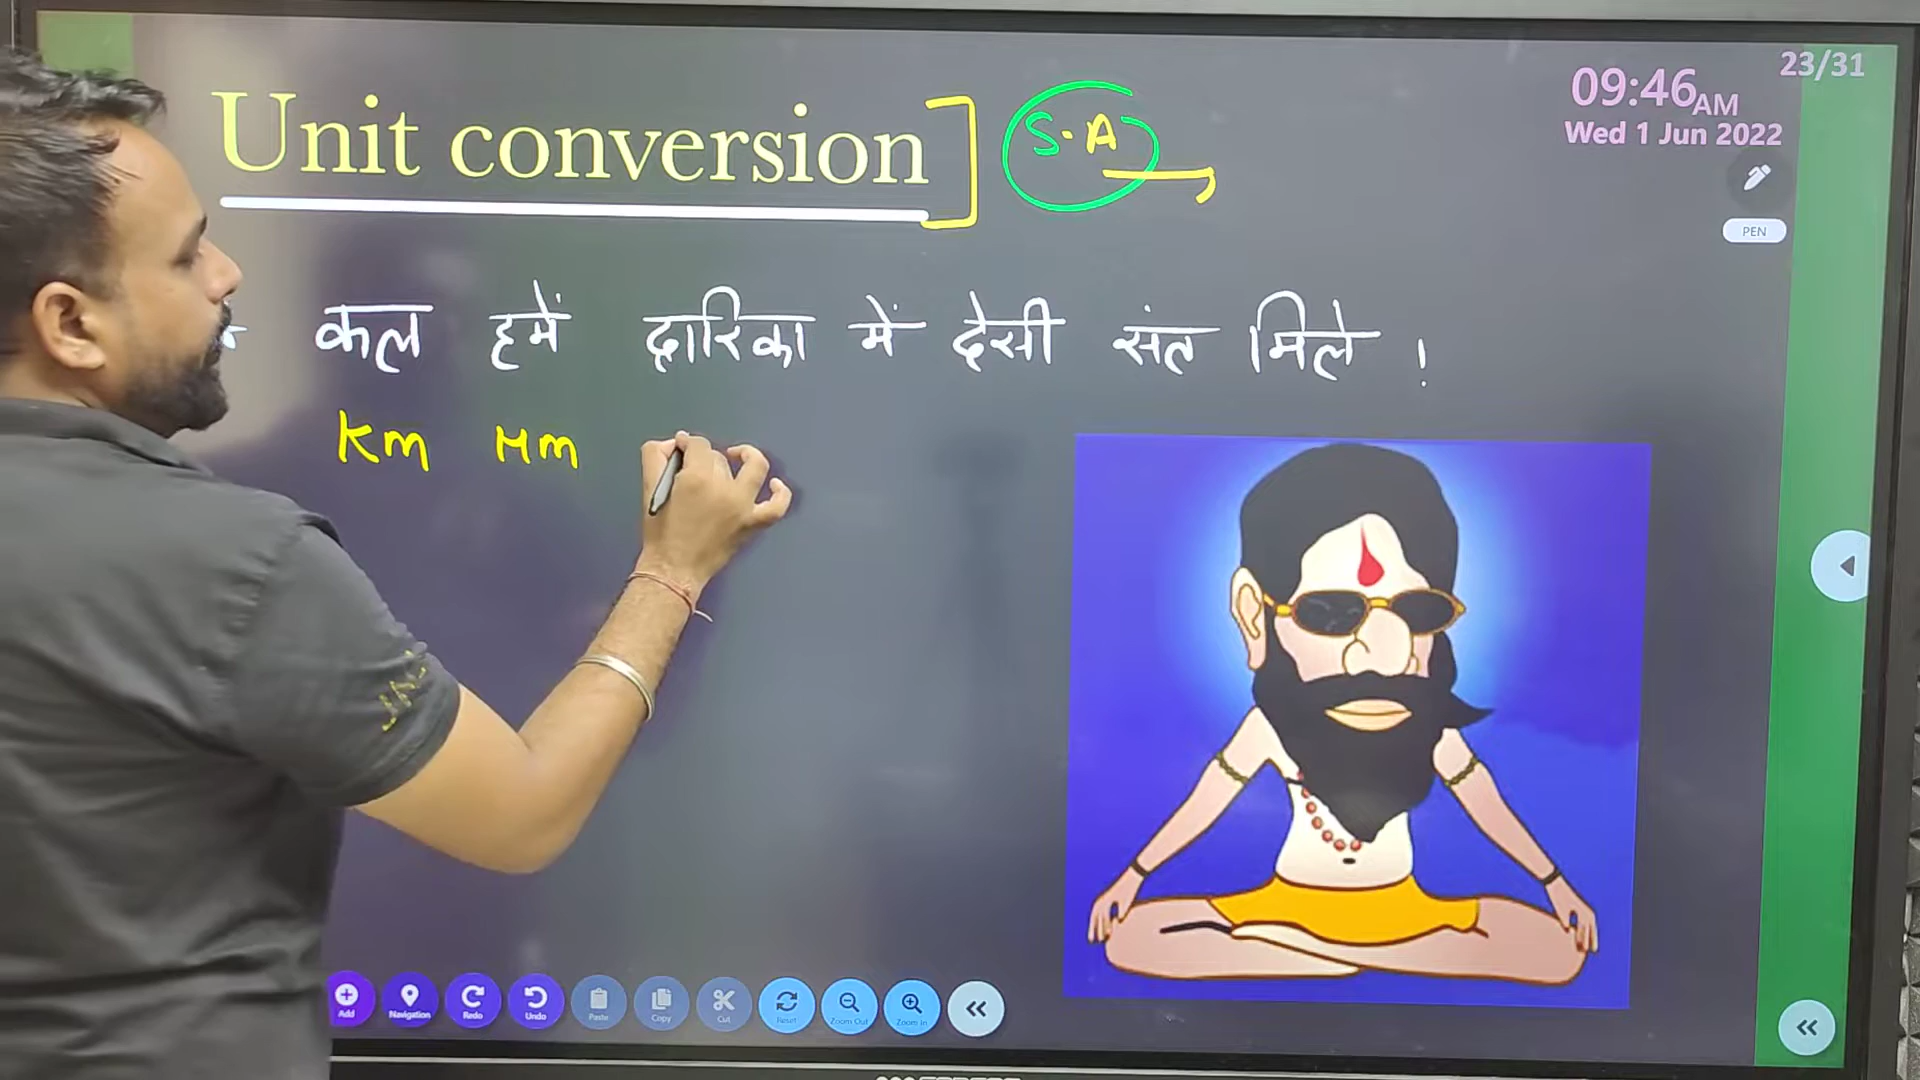 23/31
09:46AM
Wed 1 Jun 2022
Unit conversion] S.A
PEN
कल हमें द्वारिका में देसी संत मिले !
Km Hm
Add Navigation Redo Undo Paste Copy Cut Reset Zoom Out Zoom In